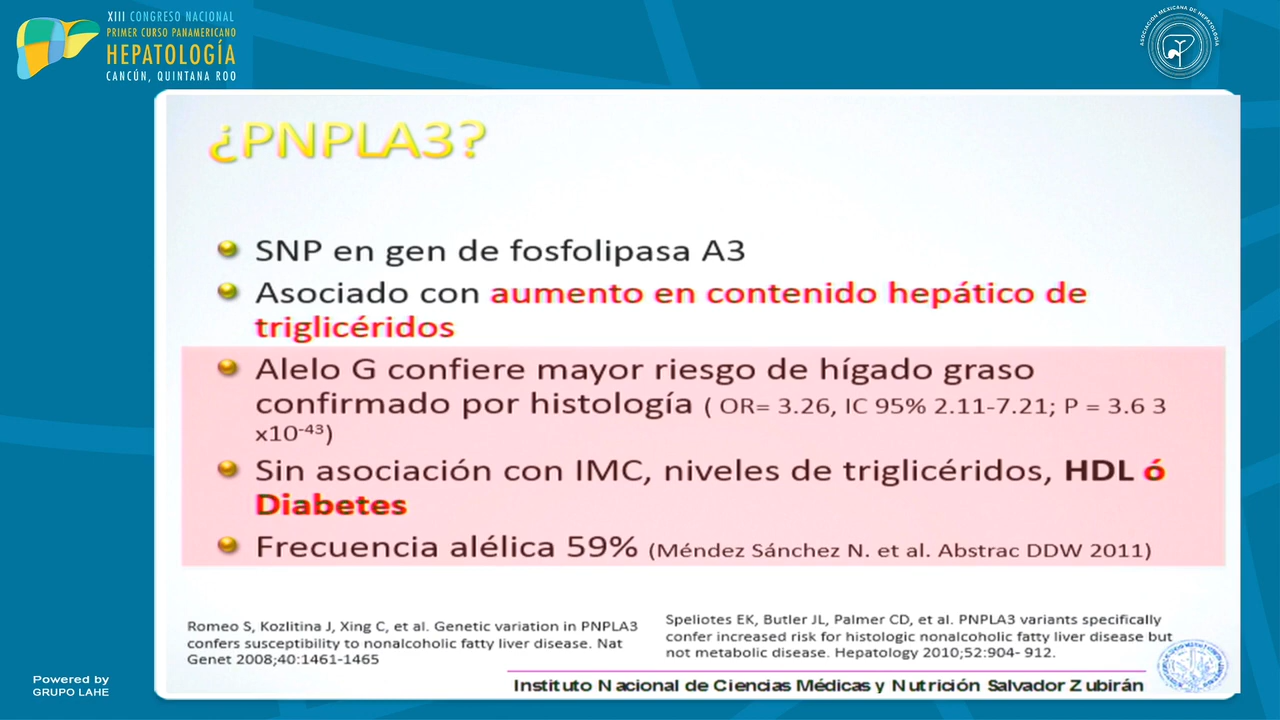 XIII CONGRESO NACIONAL
PRIMER CURSO PANAMERICANO
HEPATOLOGÍA
CANCÚN, QUINTANA ROO
ASOCIACIÓN MEXICANA DE HEPATOLOGÍA
¿PNPLA3?
SNP en gen de fosfolipasa A3
Asociado con aumento en contenido hepático de
triglicéridos
Alelo G confiere mayor riesgo de hígado graso
confirmado por histología ( OR= 3.26, IC 95% 2.11-7.21; P = 3.6 3
x10⁻⁴³)
Sin asociación con IMC, niveles de triglicéridos, HDL ó
Diabetes
Frecuencia alélica 59% (Méndez Sánchez N. et al. Abstrac DDW 2011)
Romeo S, Kozlitina J, Xing C, et al. Genetic variation in PNPLA3
confers susceptibility to nonalcoholic fatty liver disease. Nat
Genet 2008;40:1461-1465
Speliotes EK, Butler JL, Palmer CD, et al. PNPLA3 variants specifically
confer increased risk for histologic nonalcoholic fatty liver disease but
not metabolic disease. Hepatology 2010;52:904- 912.
Instituto Nacional de Ciencias Médicas y Nutrición Salvador Zubirán
Powered by
GRUPO LAHE